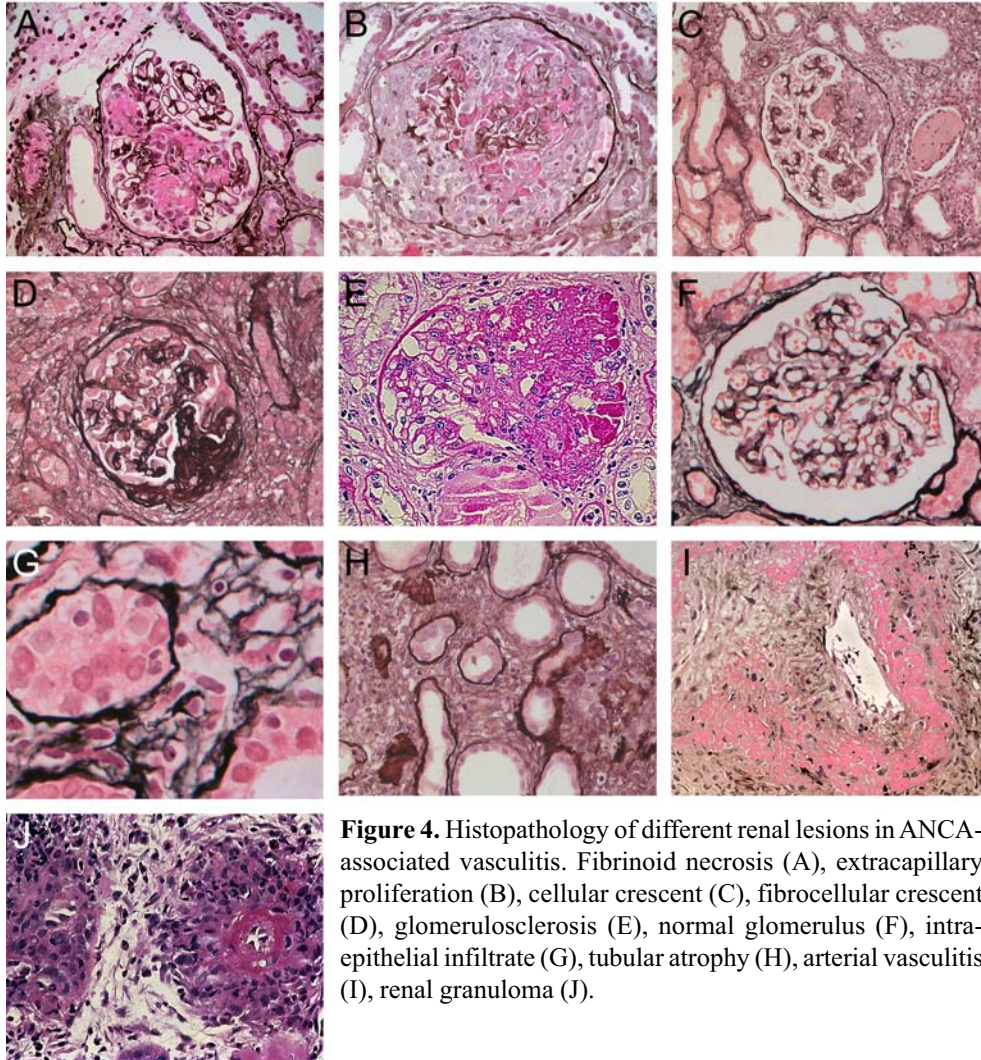 A
B
C
D
E
F
G
H
I
J
Figure 4. Histopathology of different renal lesions in ANCA-
associated vasculitis. Fibrinoid necrosis (A), extracapillary
proliferation (B), cellular crescent (C), fibrocellular crescent
(D), glomerulosclerosis (E), normal glomerulus (F), intra-
epithelial infiltrate (G), tubular atrophy (H), arterial vasculitis
(I), renal granuloma (J).